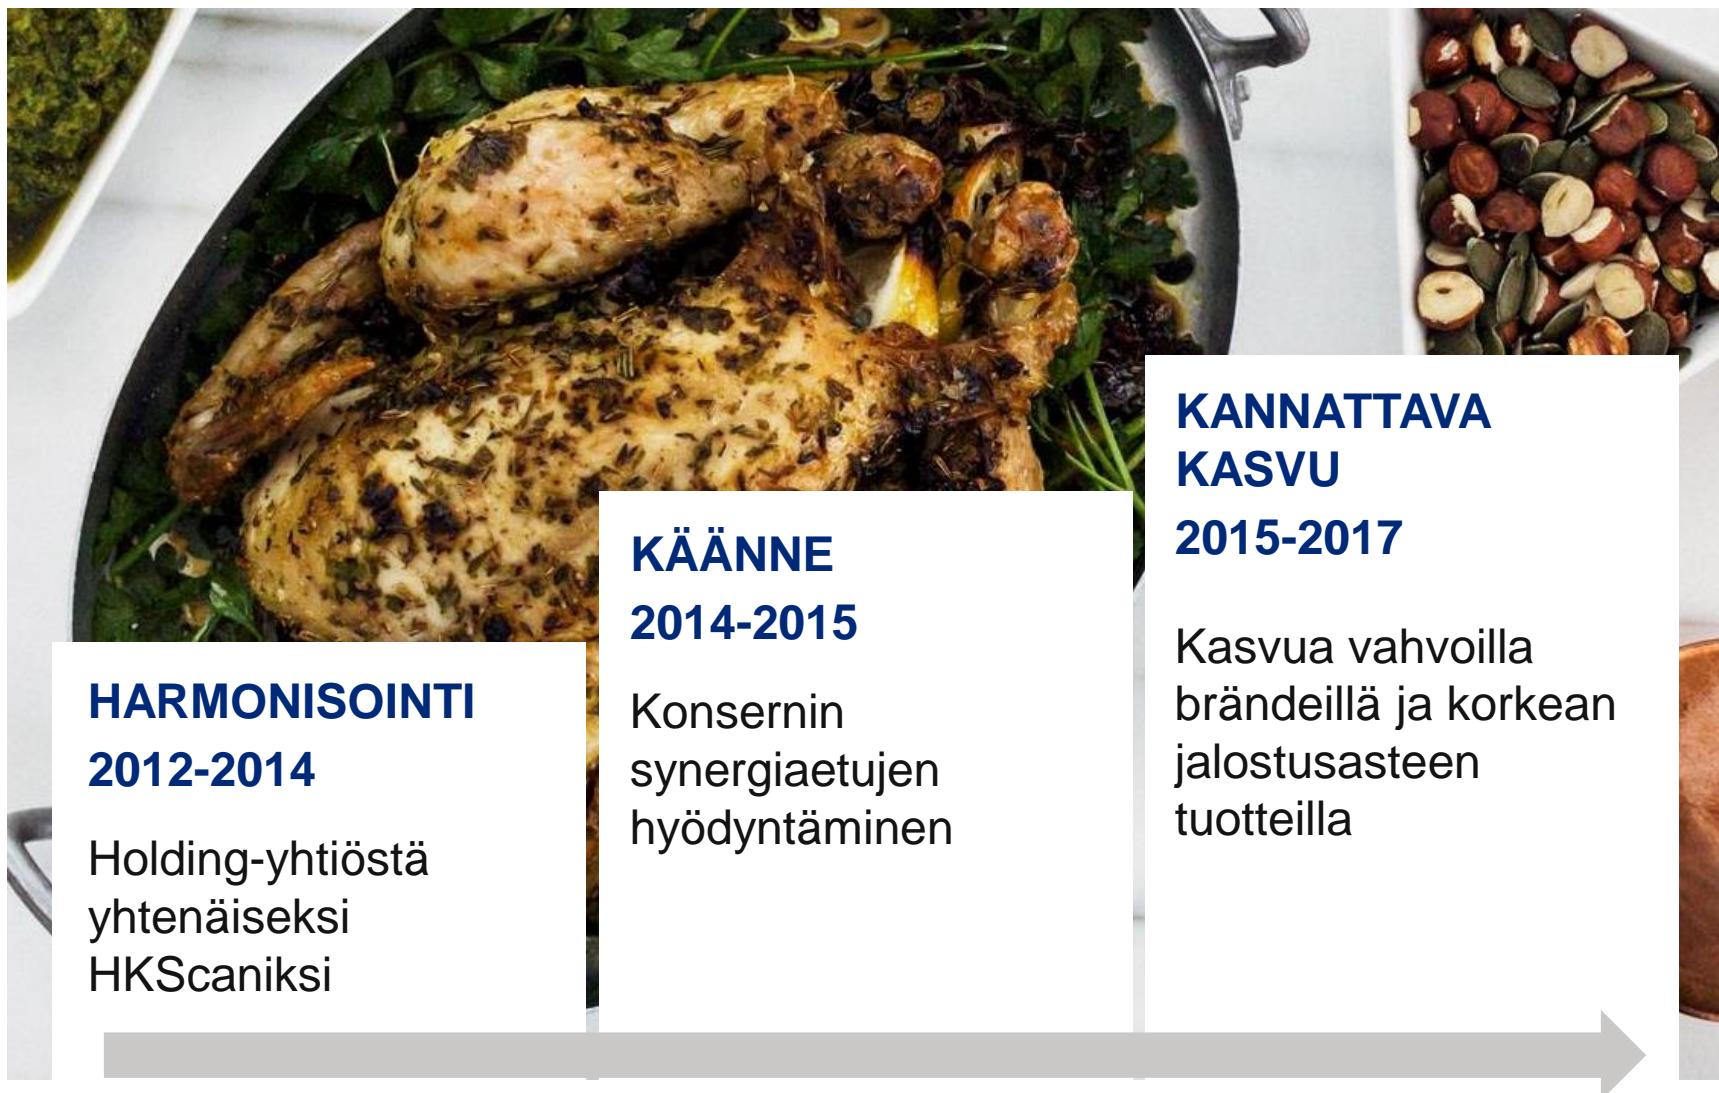 HARMONISOINTI
2012-2014
Holding-yhtiöstä
yhtenäiseksi
HKScaniksi
KÄÄNNE
2014-2015
Konsernin
synergiaetujen
hyödyntäminen
KANNATTAVA
KASVU
2015-2017
Kasvua vahvoilla
brändeillä ja korkean
jalostusasteen
tuotteilla